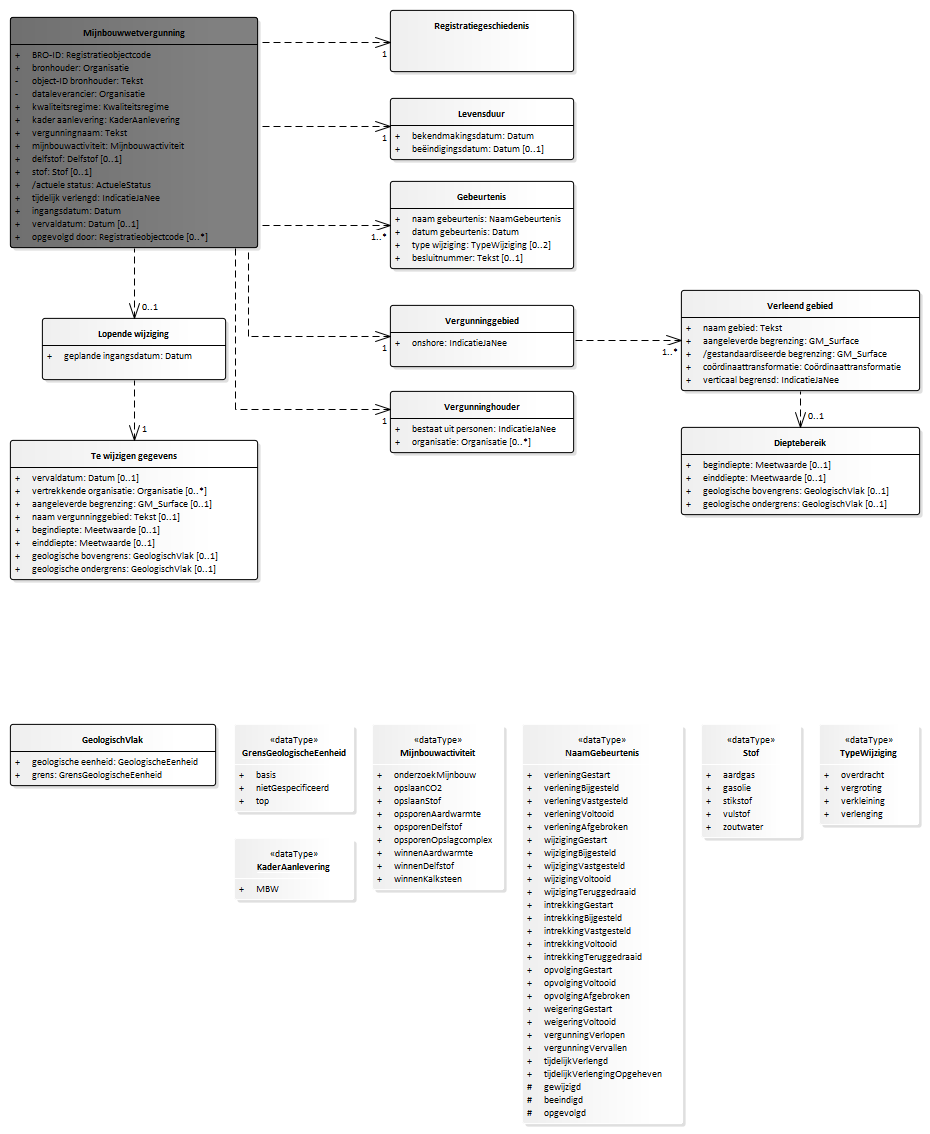 Mijnbouwwetvergunning
+ BRO-ID: Registratieobjectcode
+ bronhouder: Organisatie
- object-ID bronhouder: Tekst
- dataleverancier: Organisatie
+ kwaliteitsregime: Kwaliteitsregime
+ kader aanlevering: KaderAanlevering
+ vergunningnaam: Tekst
+ mijnbouwactiviteit: Mijnbouwactiviteit
+ delfstof: Delfstof [0..1]
+ stof: Stof [0..1]
+ /actuele status: ActueleStatus
+ tijdelijk verlengd: IndicatieJaNee
+ ingangsdatum: Datum
+ vervaldatum: Datum [0..1]
+ opgevolgd door: Registratieobjectcode [0..*]
Registratiegeschiedenis
1
Levensduur
+ bekendmakingsdatum: Datum
+ beëindigingsdatum: Datum [0..1]
1
Gebeurtenis
+ naam gebeurtenis: NaamGebeurtenis
+ datum gebeurtenis: Datum
+ type wijziging: TypeWijziging [0..2]
+ besluitnummer: Tekst [0..1]
1..*
Vergunninggebied
+ onshore: IndicatieJaNee
1
Verleend gebied
+ naam gebied: Tekst
+ aangeleverde begrenzing: GM_Surface
+ /gestandaardiseerde begrenzing: GM_Surface
+ coördinaattransformatie: Coördinaattransformatie
+ verticaal begrensd: IndicatieJaNee
1..*
0..1
Dieptebereik
+ begindiepte: Meetwaarde [0..1]
+ einddiepte: Meetwaarde [0..1]
+ geologische bovengrens: GeologischVlak [0..1]
+ geologische ondergrens: GeologischVlak [0..1]
Vergunninghouder
+ bestaat uit personen: IndicatieJaNee
+ organisatie: Organisatie [0..*]
1
0..1
Lopende wijziging
+ geplande ingangsdatum: Datum
1
Te wijzigen gegevens
+ vervaldatum: Datum [0..1]
+ vertrekkende organisatie: Organisatie [0..*]
+ aangeleverde begrenzing: GM_Surface [0..1]
+ naam vergunninggebied: Tekst [0..1]
+ begindiepte: Meetwaarde [0..1]
+ einddiepte: Meetwaarde [0..1]
+ geologische bovengrens: GeologischVlak [0..1]
+ geologische ondergrens: GeologischVlak [0..1]
GeologischVlak
+ geologische eenheid: GeologischeEenheid
+ grens: GrensGeologischeEenheid
«dataType»
GrensGeologischeEenheid
+ basis
+ nietGespecificeerd
+ top
«dataType»
KaderAanlevering
+ MBW
«dataType»
Mijnbouwactiviteit
+ onderzoekMijnbouw
+ opslaanCO2
+ opslaanStof
+ opsporenAardwarmte
+ opsporenDelfstof
+ opsporenOpslagcomplex
+ winnenAardwarmte
+ winnenDelfstof
+ winnenKalksteen
«dataType»
NaamGebeurtenis
+ verleningGestart
+ verleningBijgesteld
+ verleningVastgesteld
+ verleningVoltooid
+ verleningAfgebroken
+ wijzigingGestart
+ wijzigingBijgesteld
+ wijzigingVastgesteld
+ wijzigingVoltooid
+ wijzigingTeruggedraaid
+ intrekkingGestart
+ intrekkingBijgesteld
+ intrekkingVastgesteld
+ intrekkingVoltooid
+ intrekkingTeruggedraaid
+ opvolgingGestart
+ opvolgingVoltooid
+ opvolgingAfgebroken
+ weigeringGestart
+ weigeringVoltooid
+ vergunningVerlopen
+ vergunningVervallen
+ tijdelijkVerlengd
+ tijdelijkVerlengingOpgeheven
# gewijzigd
# beeindigd
# opgevolgd
«dataType»
Stof
+ aardgas
+ gasolie
+ stikstof
+ vulstof
+ zoutwater
«dataType»
TypeWijziging
+ overdracht
+ vergroting
+ verkleining
+ verlenging